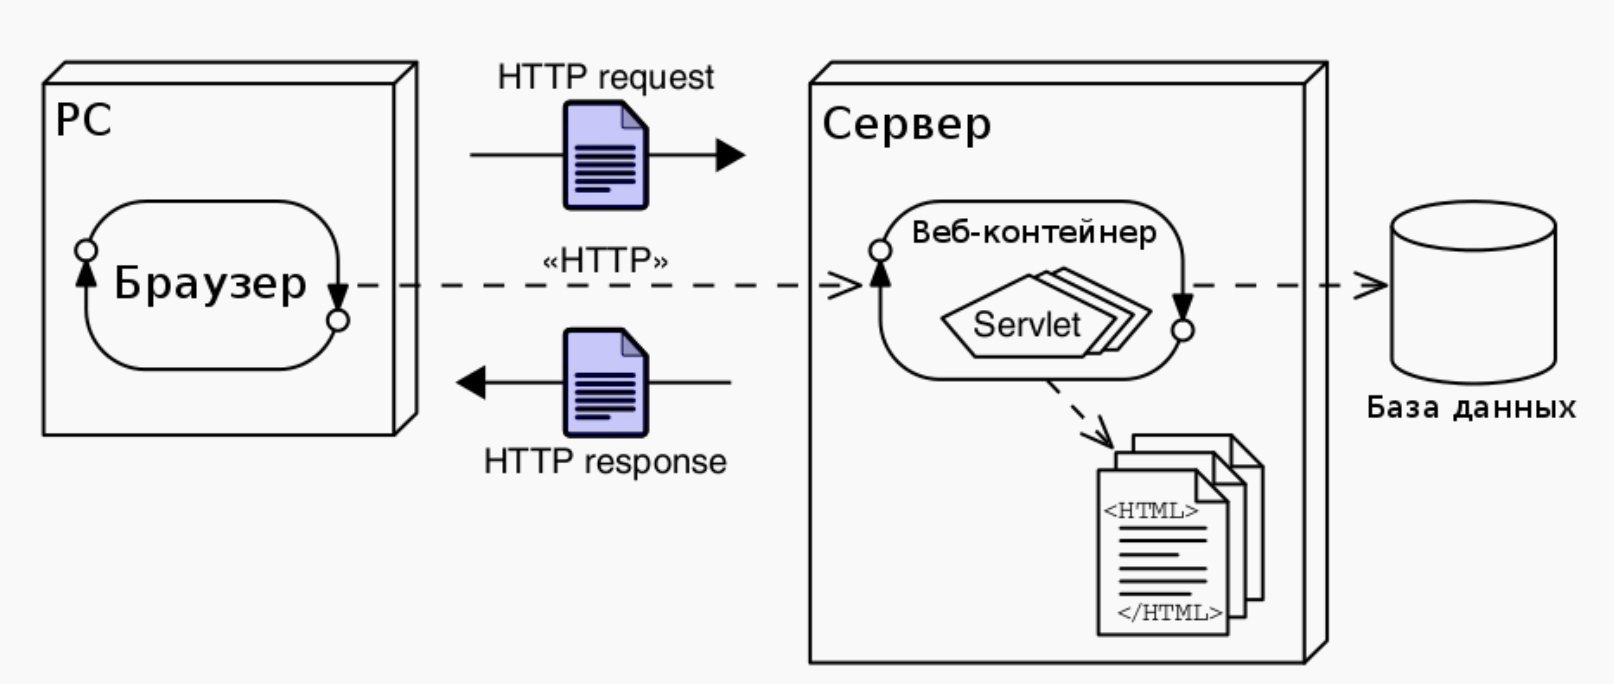 PC
Браузер
HTTP request
«HTTP»
HTTP response
Сервер
Веб-контейнер
Servlet
<HTML>
</HTML>
База данных